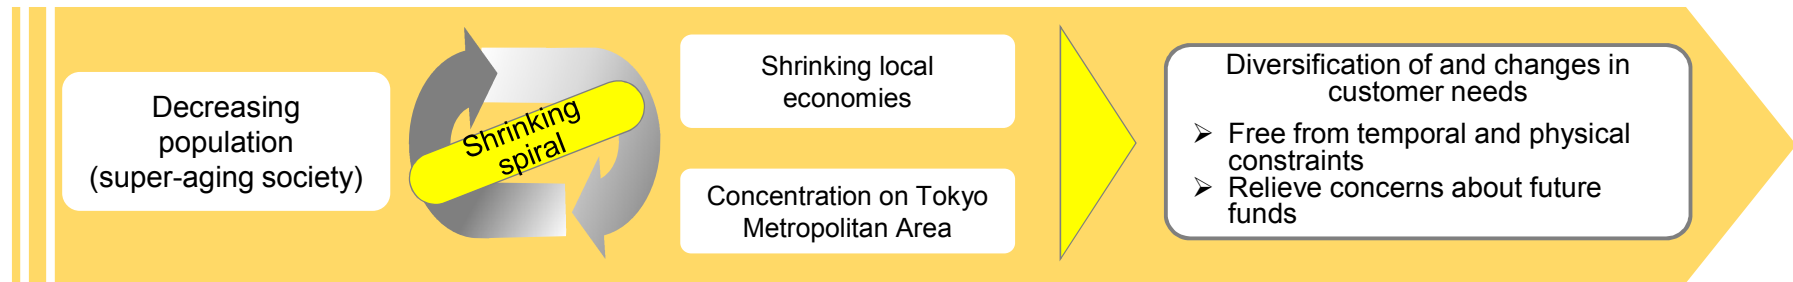 Decreasing
population
(super-aging society)
Shrinking
spiral
Shrinking local
economies
Concentration on Tokyo
Metropolitan Area
Diversification of and changes in
customer needs
➢ Free from temporal and physical
constraints
➢ Relieve concerns about future
funds